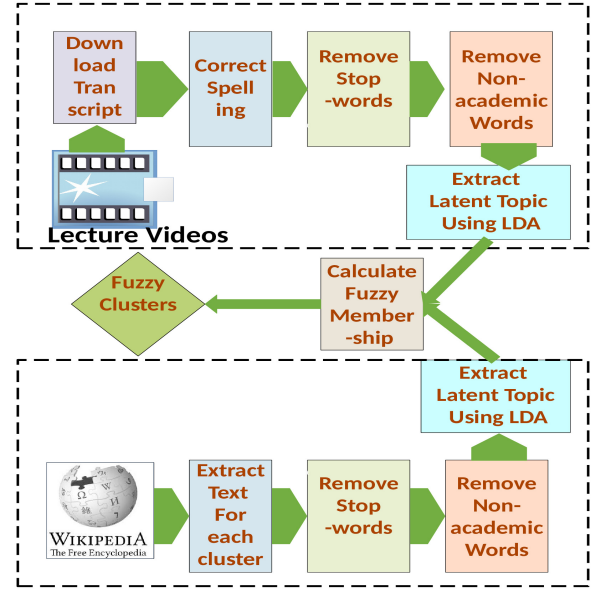 Down
load
Tran
script
Correct
Spell
ing
Remove
Stop
-words
Remove
Non-
academic
Words
Lecture Videos
Extract
Latent Topic
Using LDA
Fuzzy
Clusters
Calculate
Fuzzy
Member
-ship
Extract
Latent Topic
Using LDA
WIKIPEDIA
The Free Encyclopedia
Extract
Text
For
each
cluster
Remove
Stop
-words
Remove
Non-
academic
Words